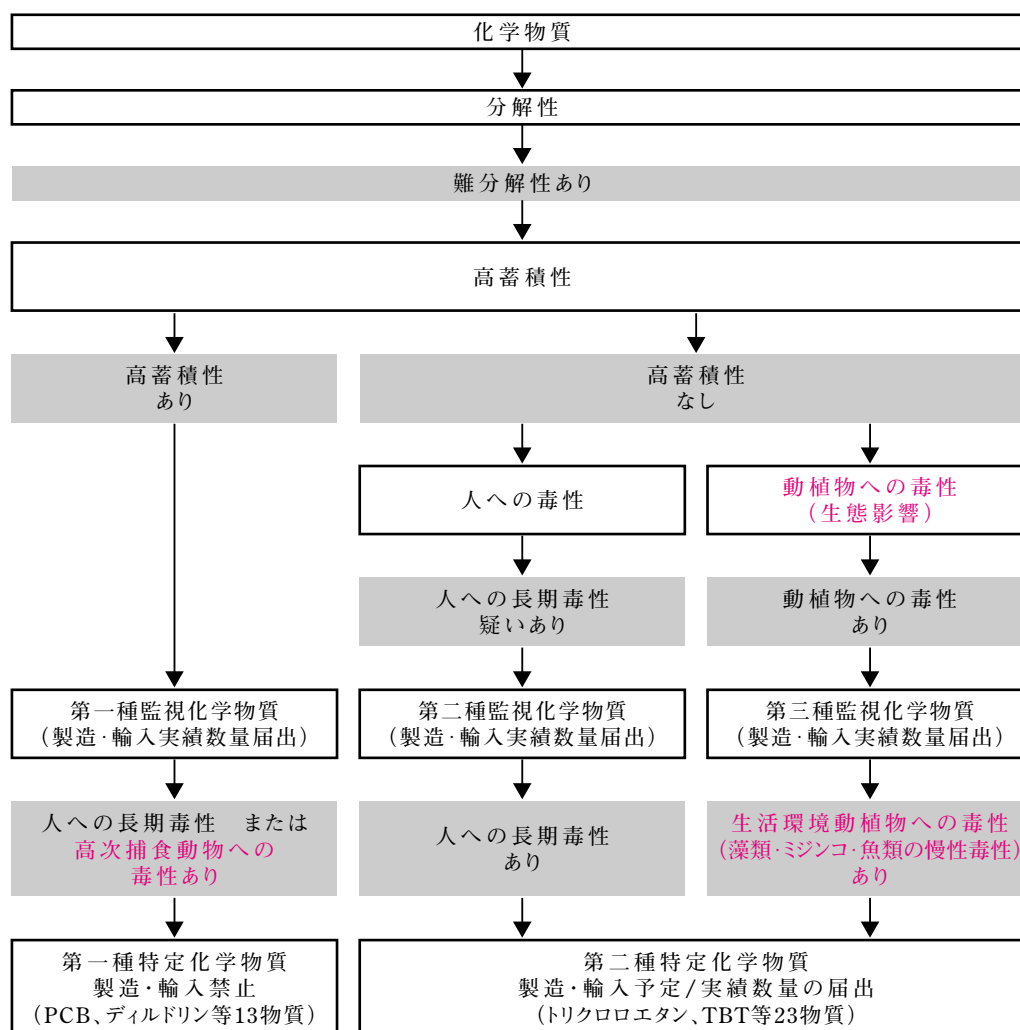 化学物質
分解性
難分解性あり
高蓄積性
高蓄積性
あり
高蓄積性
なし
人への毒性
動植物への毒性
(生態影響)
人への長期毒性
疑いあり
動植物への毒性
あり
第一種監視化学物質
(製造・輸入実績数量届出)
第二種監視化学物質
(製造・輸入実績数量届出)
第三種監視化学物質
(製造・輸入実績数量届出)
人への長期毒性 または
高次捕食動物への
毒性あり
人への長期毒性
あり
生活環境動植物への毒性
(藻類・ミジンコ・魚類の慢性毒性)
あり
第一種特定化学物質
製造・輸入禁止
(PCB、ディルドリン等13物質)
第二種特定化学物質
製造・輸入予定/実績数量の届出
(トリクロロエタン、TBT等23物質)